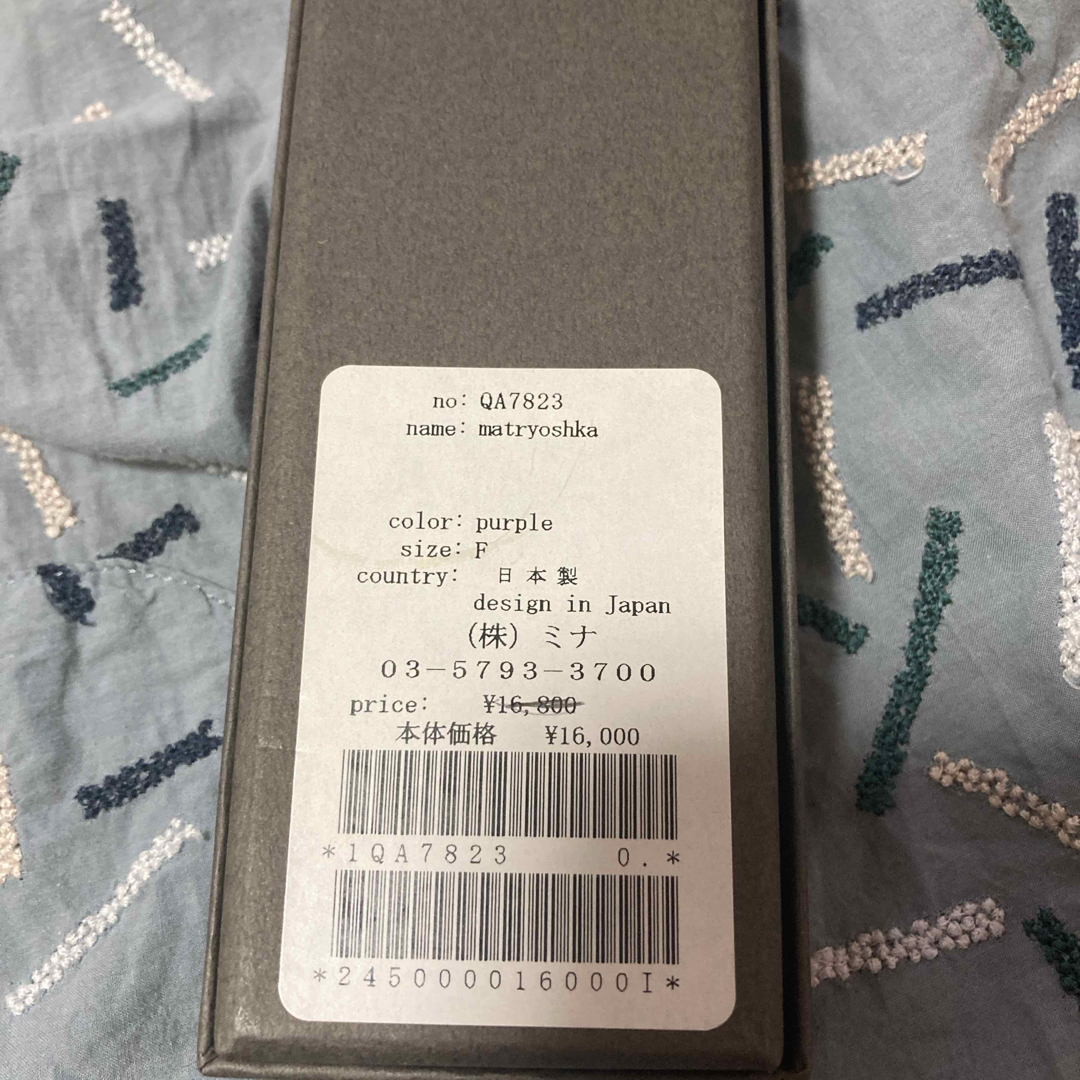 no: QA7823
name: matryoshka
color: purple
size: F
country: 日本製
design in Japan
（株）ミナ
03−5793−3700
price: ¥16,800
本体価格 ¥16,000
*1QA7823 0.*
*245000016000I*